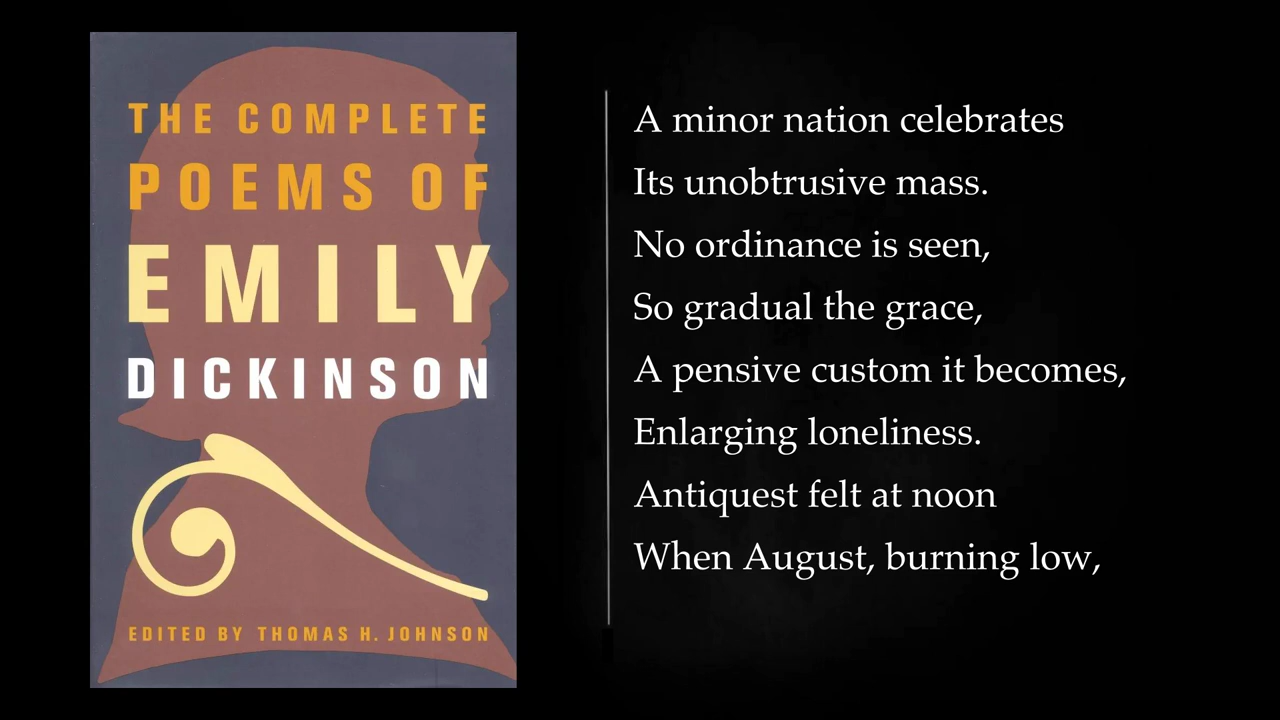 THE COMPLETE
POEMS OF
EMILY
DICKINSON
EDITED BY THOMAS H. JOHNSON
A minor nation celebrates
Its unobtrusive mass.
No ordinance is seen,
So gradual the grace,
A pensive custom it becomes,
Enlarging loneliness.
Antiquest felt at noon
When August, burning low,